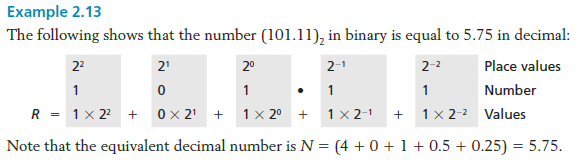 Example 2.13
The following shows that the number (101.11)₂ in binary is equal to 5.75 in decimal:
2² 2¹ 2⁰ 2⁻¹ 2⁻² Place values
1 0 1 • 1 1 Number
R = 1 × 2² + 0 × 2¹ + 1 × 2⁰ + 1 × 2⁻¹ + 1 × 2⁻² Values
Note that the equivalent decimal number is N = (4 + 0 + 1 + 0.5 + 0.25) = 5.75.